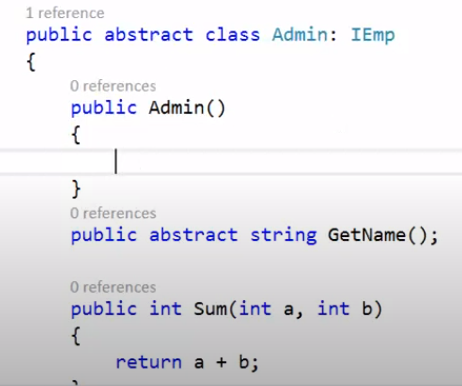 1 reference
public abstract class Admin: IEmp
{
0 references
public Admin()
{
}
0 references
public abstract string GetName();
0 references
public int Sum(int a, int b)
{
return a + b;
}